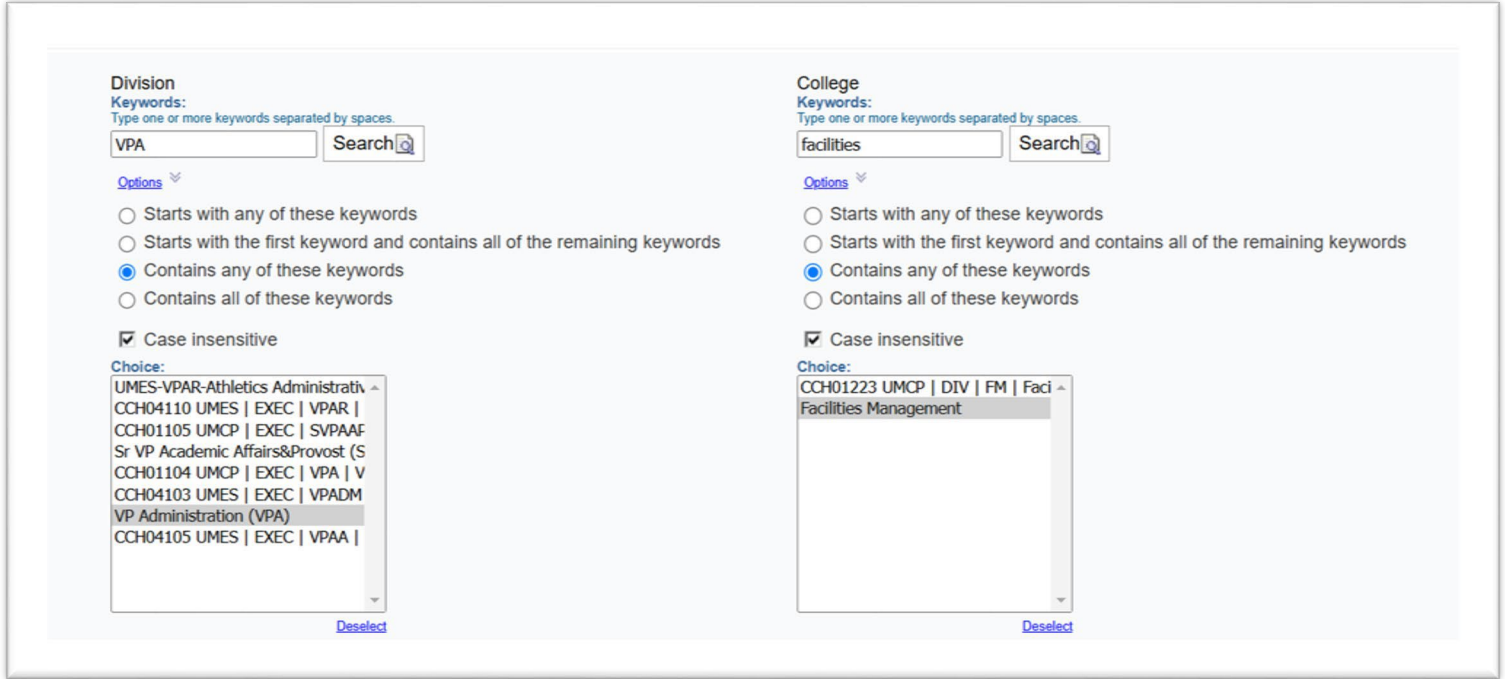 Division
Keywords:
Type one or more keywords separated by spaces.
VPA
Search
Options
Starts with any of these keywords
Starts with the first keyword and contains all of the remaining keywords
Contains any of these keywords
Contains all of these keywords
Case insensitive
Choice:
UMES-VPAR-Athletics Administrativ
CCH04110 UMES | EXEC | VPAR |
CCH01105 UMCP | EXEC | SVPAAP
Sr VP Academic Affairs&Provost (S
CCH01104 UMCP | EXEC | VPA | V
CCH04103 UMES | EXEC | VPADM
VP Administration (VPA)
CCH04105 UMES | EXEC | VPAA |
Deselect
College
Keywords:
Type one or more keywords separated by spaces.
facilities
Search
Options
Starts with any of these keywords
Starts with the first keyword and contains all of the remaining keywords
Contains any of these keywords
Contains all of these keywords
Case insensitive
Choice:
CCH01223 UMCP | DIV | FM | Faci
Facilities Management
Deselect